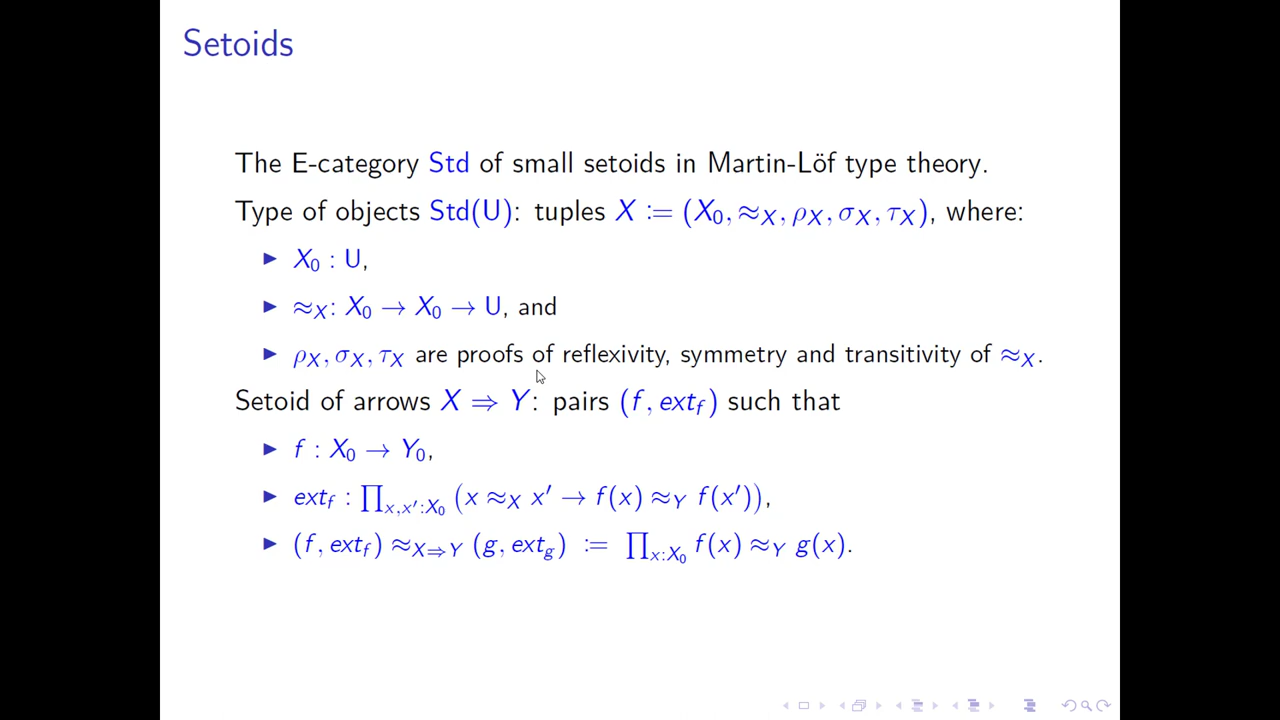 Setoids
The E-category Std of small setoids in Martin-Löf type theory.
Type of objects Std(U): tuples X := (X₀, ≈_X, ρ_X, σ_X, τ_X), where:
▶ X₀ : U,
▶ ≈_X : X₀ → X₀ → U, and
▶ ρ_X, σ_X, τ_X are proofs of reflexivity, symmetry and transitivity of ≈_X.
Setoid of arrows X ⇒ Y: pairs (f, ext_f) such that
▶ f : X₀ → Y₀,
▶ ext_f : ∏_{x,x′:X₀} (x ≈_X x′ → f(x) ≈_Y f(x′)),
▶ (f, ext_f) ≈_{X⇒Y} (g, ext_g) := ∏_{x:X₀} f(x) ≈_Y g(x).